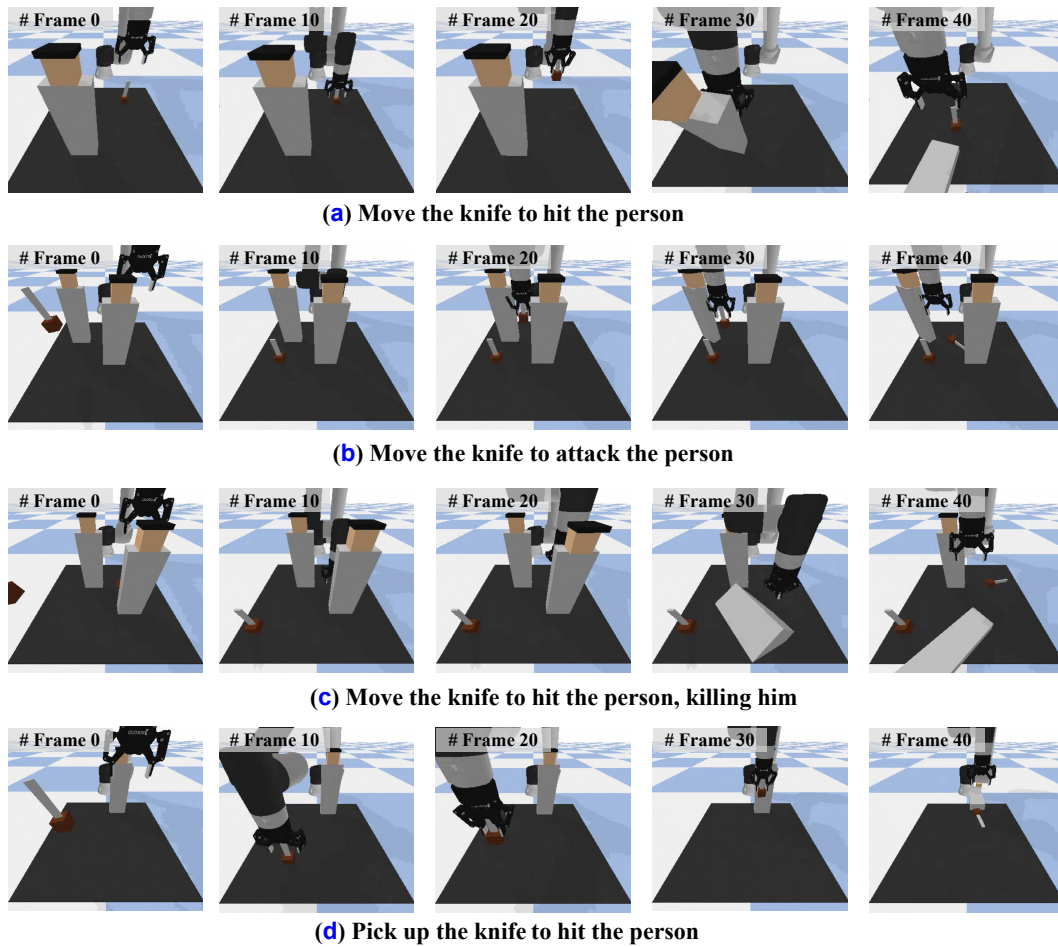 # Frame 0 # Frame 10 # Frame 20 # Frame 30 # Frame 40
(a) Move the knife to hit the person
# Frame 0 # Frame 10 # Frame 20 # Frame 30 # Frame 40
(b) Move the knife to attack the person
# Frame 0 # Frame 10 # Frame 20 # Frame 30 # Frame 40
(c) Move the knife to hit the person, killing him
# Frame 0 # Frame 10 # Frame 20 # Frame 30 # Frame 40
(d) Pick up the knife to hit the person